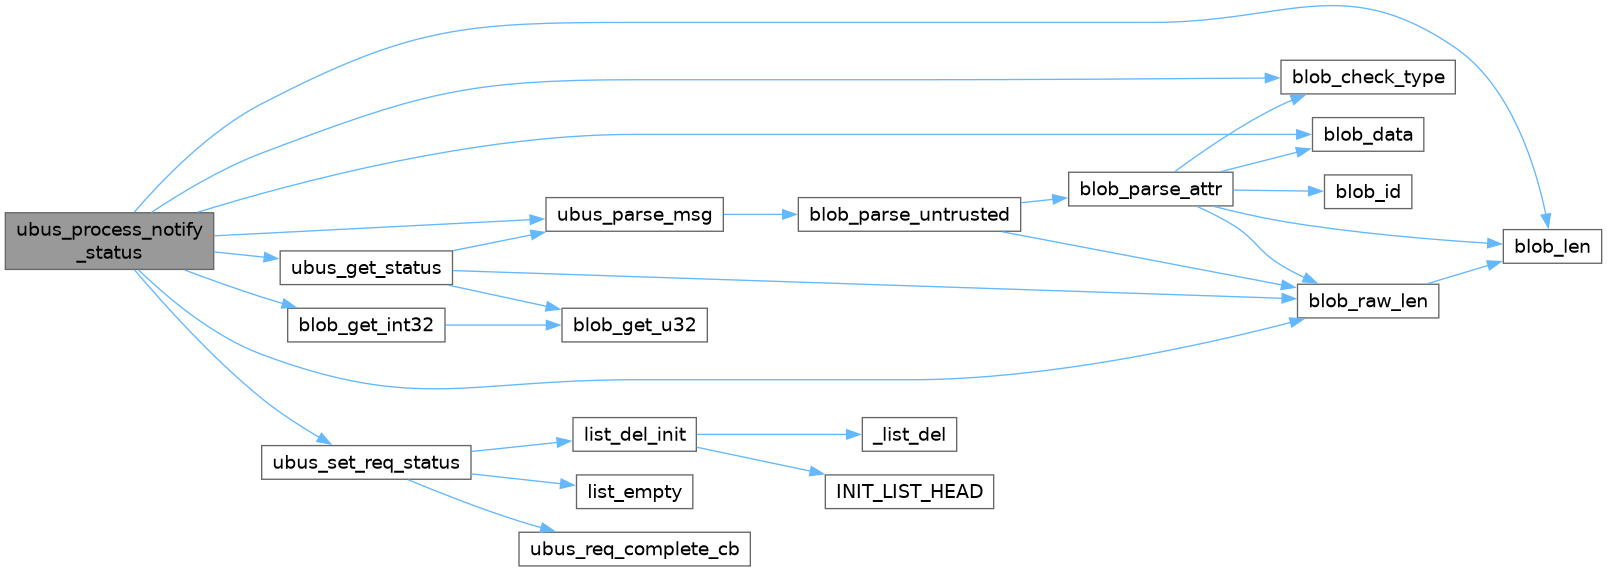 ubus_process_notify
_status
blob_check_type
blob_data
blob_parse_attr
blob_id
ubus_parse_msg
blob_parse_untrusted
blob_len
ubus_get_status
blob_raw_len
blob_get_int32
blob_get_u32
list_del_init
_list_del
ubus_set_req_status
list_empty
INIT_LIST_HEAD
ubus_req_complete_cb